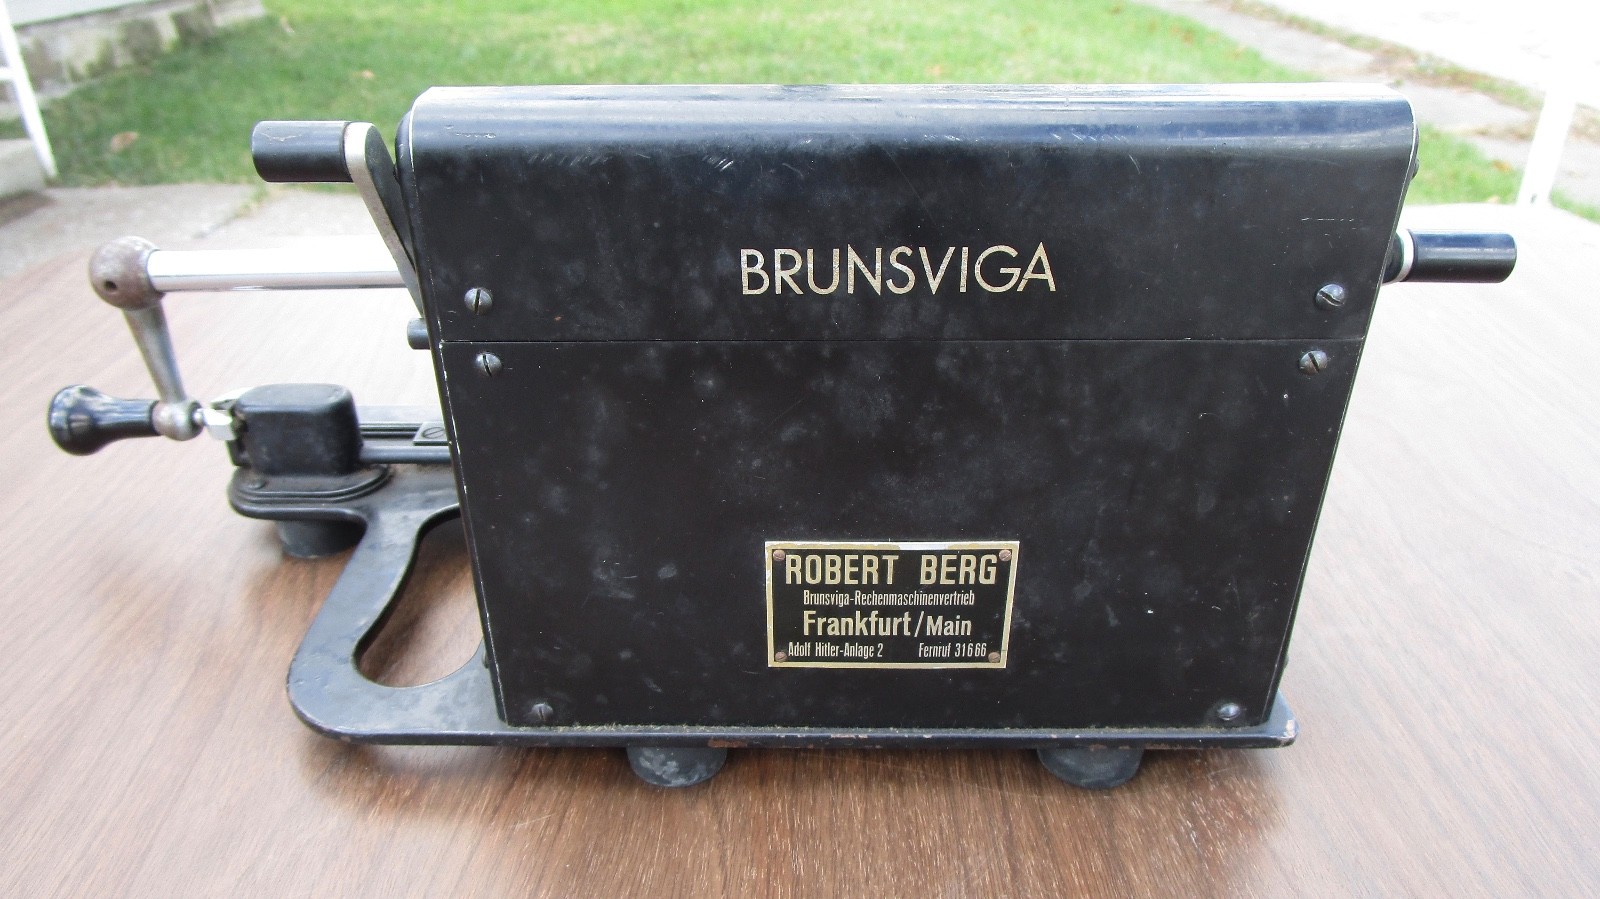 BRUNSVIGA
ROBERT BERG
Brunsviga-Rechenmaschinenvertrieb
Frankfurt/Main
Adolf Hitler-Anlage 2 Fernruf 31666